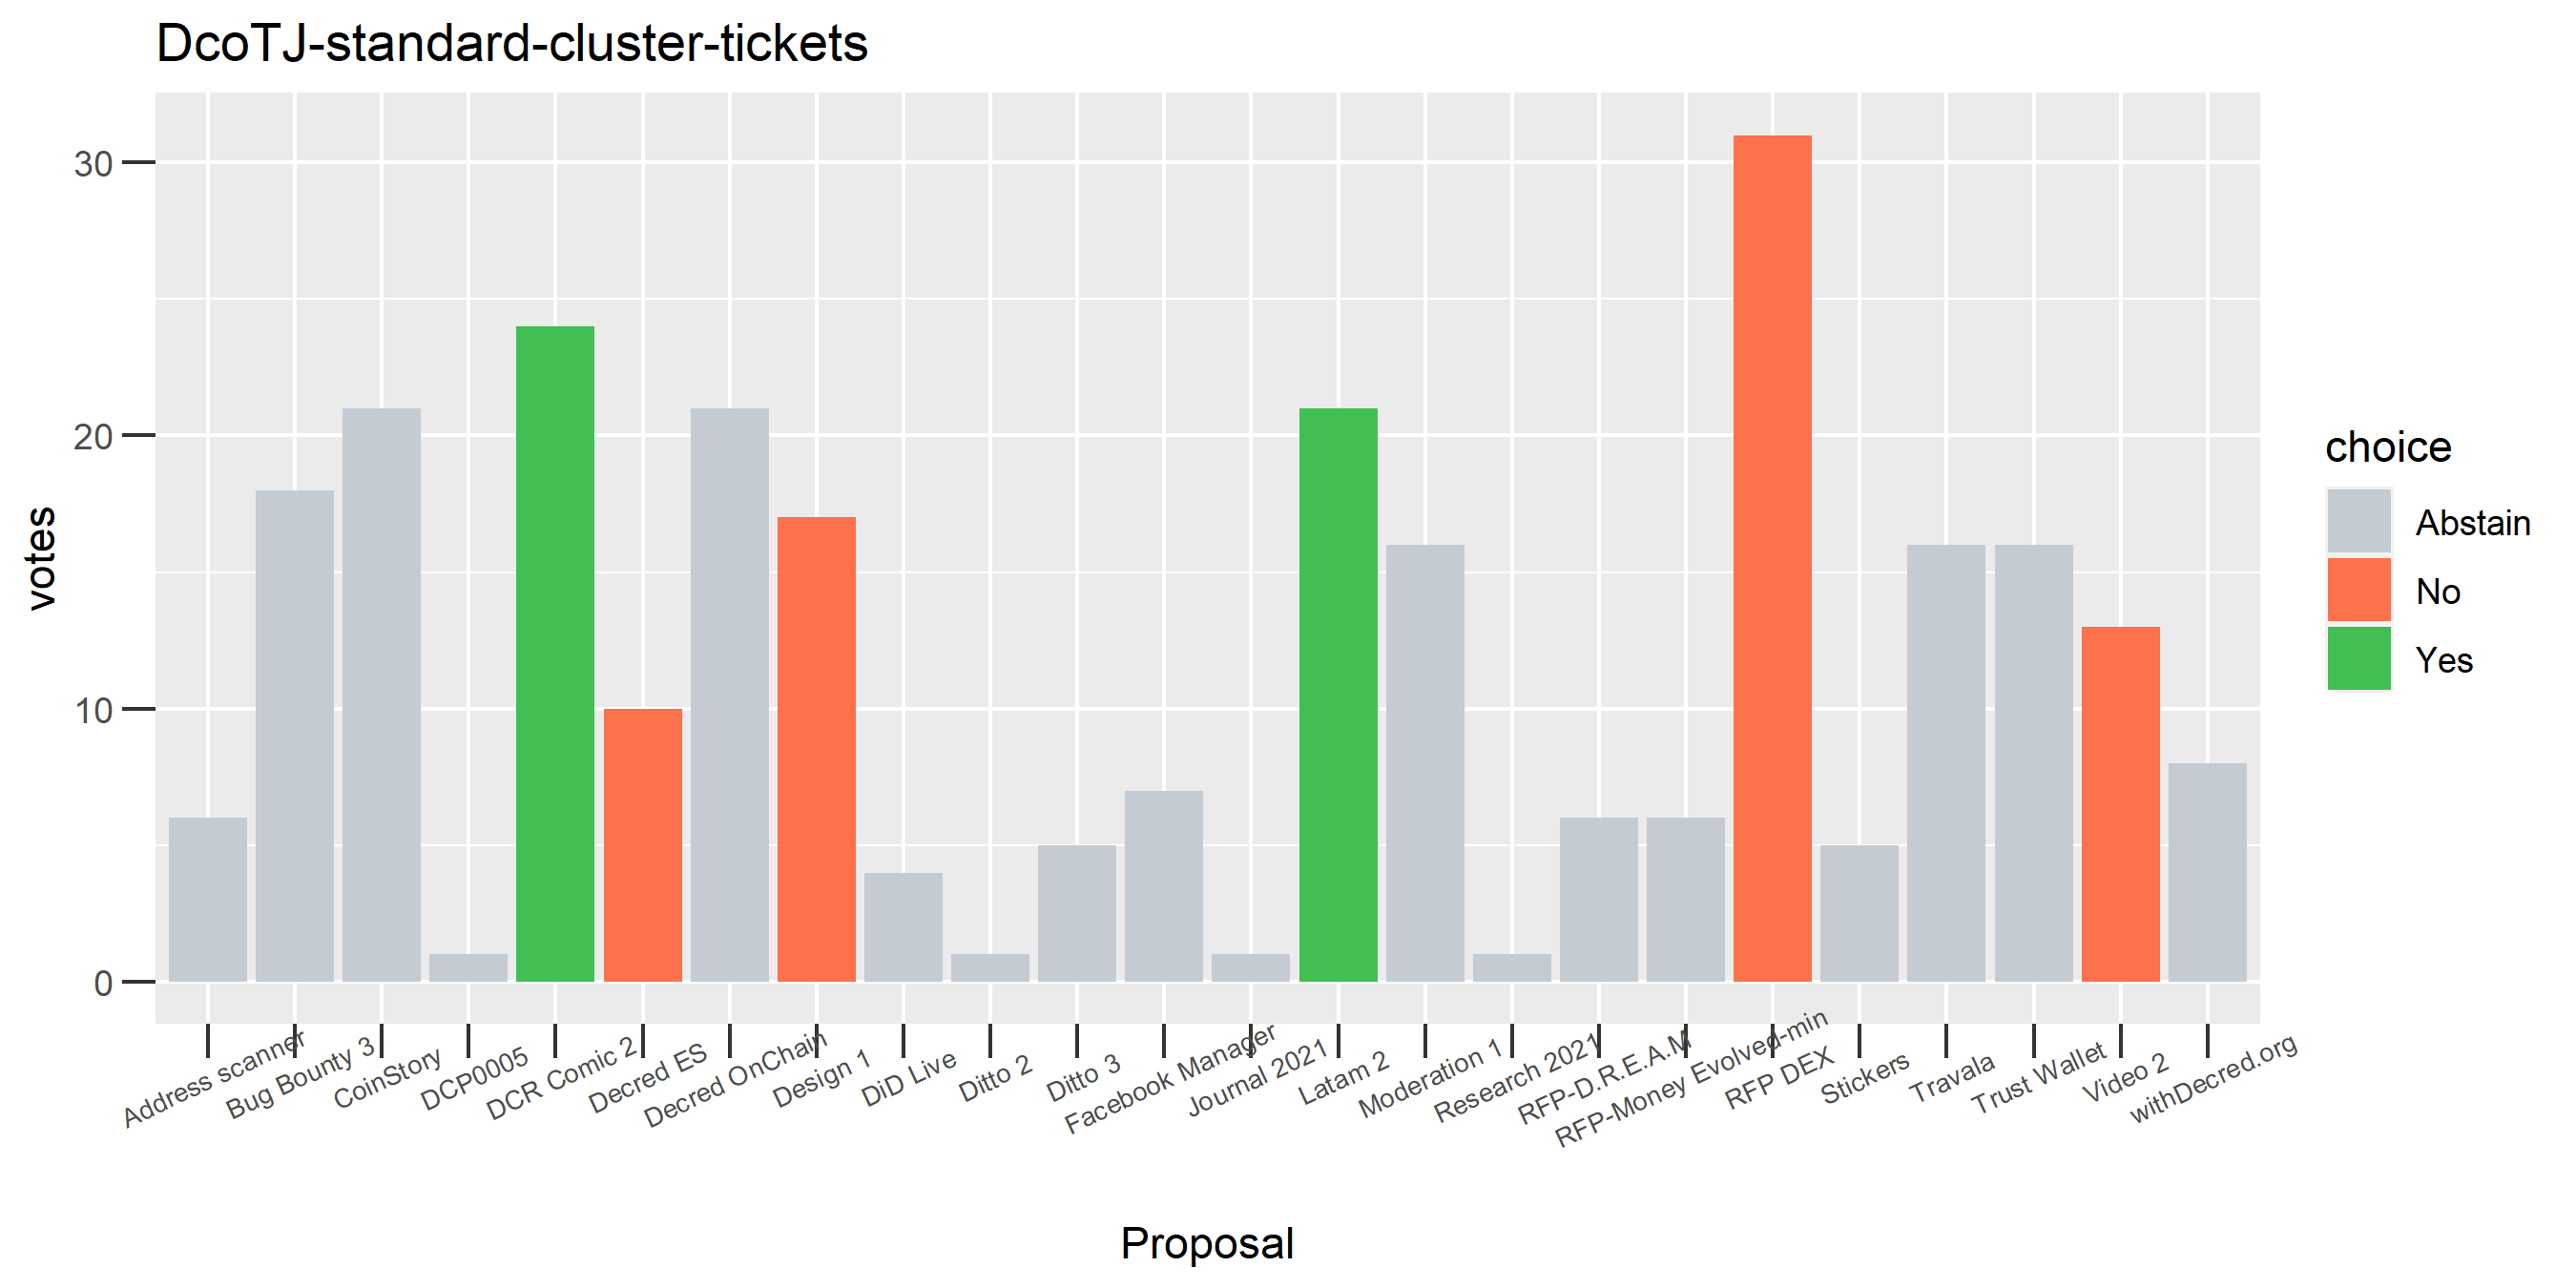 DcoTJ-standard-cluster-tickets
30
20
10
0
votes
Address scanner
Bug Bounty 3
CoinStory
DCP0005
DCR Comic 2
Decred ES
Decred OnChain
Design 1
DiD Live
Ditto 2
Ditto 3
Facebook Manager
Journal 2021
Latam 2
Moderation 1
Research 2021
RFP-D.R.E.A.M
RFP-Money Evolved-min
RFP DEX
Stickers
Travala
Trust Wallet
Video 2
withDecred.org
Proposal
choice
Abstain
No
Yes